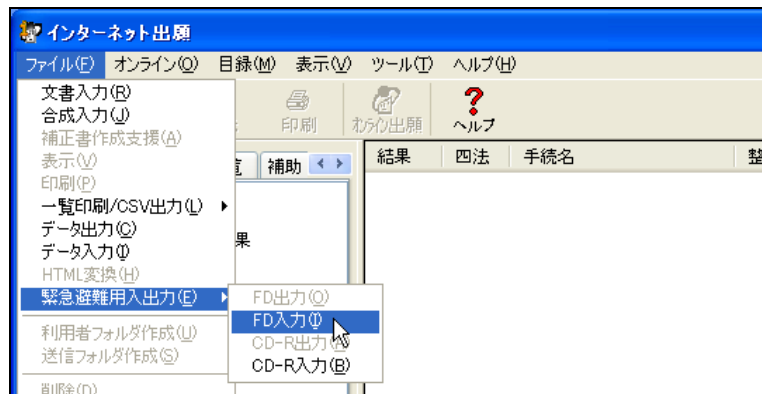 インターネット出願
ファイル(F) オンライン(O) 目録(M) 表示(V) ツール(T) ヘルプ(H)
文書入力(R)
合成入力(J)
補正書作成支援(A)
表示(V)
印刷(P)
一覧印刷/CSV出力(L)
データ出力(C)
データ入力(I)
HTML変換(H)
緊急避難用入出力(E)
利用者フォルダ作成(U)
送信フォルダ作成(S)
削除(D)
FD出力(O)
FD入力(I)
CD-R出力(A)
CD-R入力(B)
印刷 オンライン出願 ヘルプ
補助
果
結果 四法 手続名 整